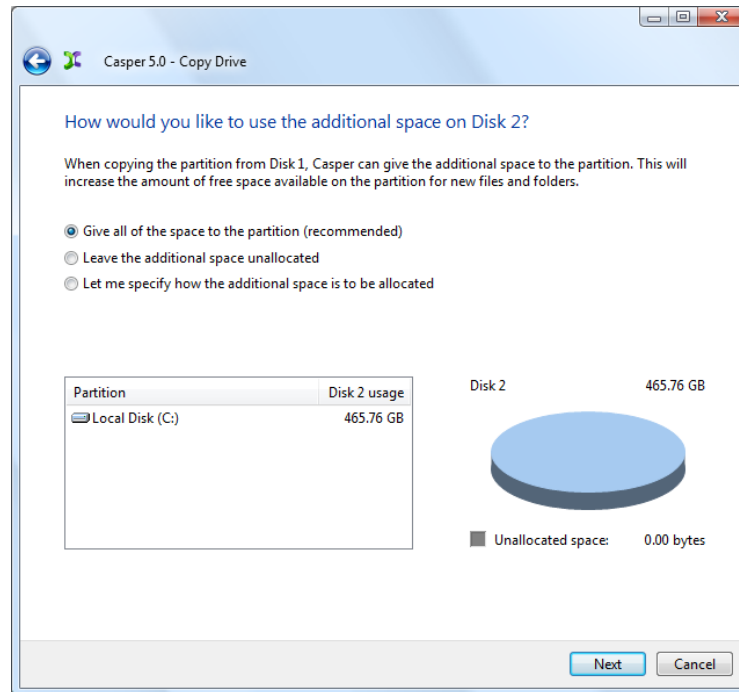 Casper 5.0 - Copy Drive
How would you like to use the additional space on Disk 2?
When copying the partition from Disk 1, Casper can give the additional space to the partition. This will
increase the amount of free space available on the partition for new files and folders.
Give all of the space to the partition (recommended)
Leave the additional space unallocated
Let me specify how the additional space is to be allocated
Partition Disk 2 usage
Local Disk (C:) 465.76 GB
Disk 2 465.76 GB
Unallocated space: 0.00 bytes
Next Cancel